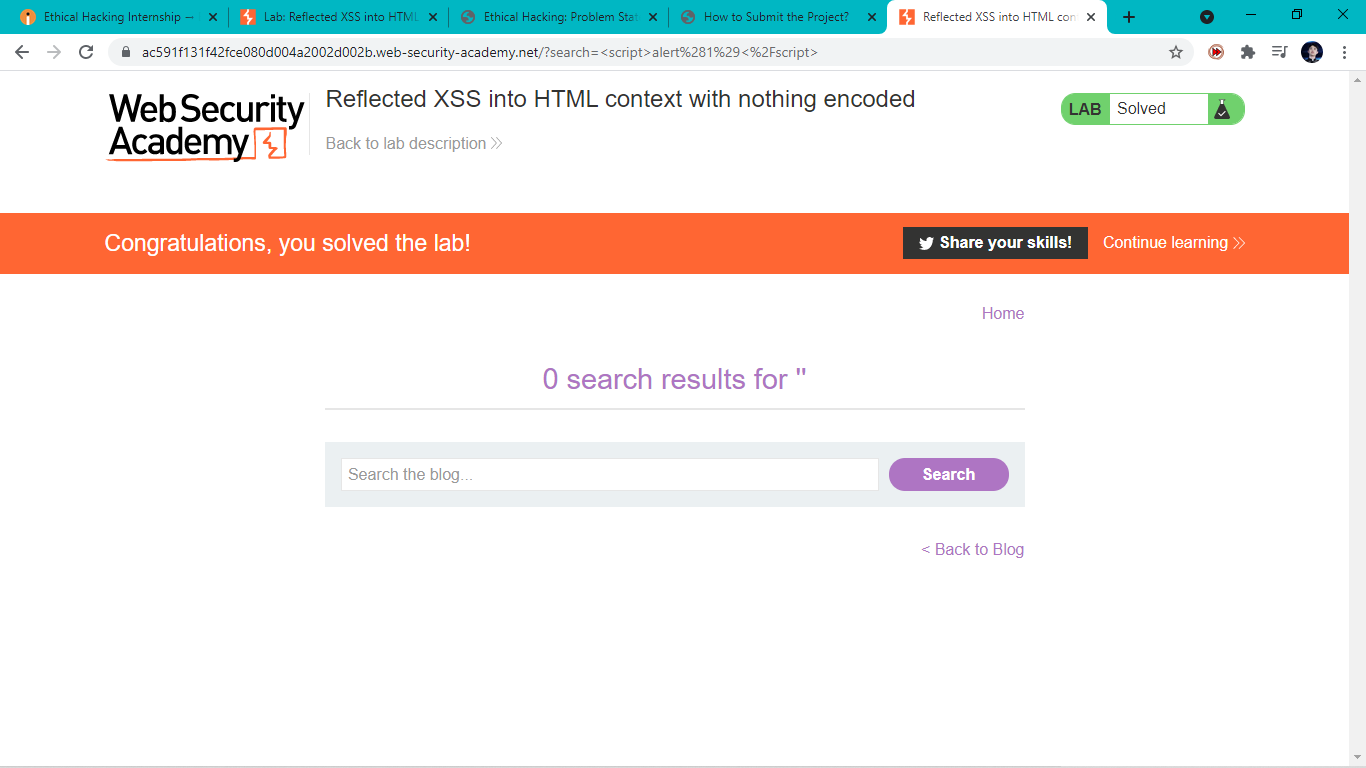 Ethical Hacking Internship —
Lab: Reflected XSS into HTML
Ethical Hacking: Problem Stat
How to Submit the Project?
Reflected XSS into HTML con
ac591f131f42fce080d004a2002d002b.web-security-academy.net/?search=<script>alert%281%29<%2Fscript>
Web Security
Academy
Reflected XSS into HTML context with nothing encoded
Back to lab description
LAB Solved
Congratulations, you solved the lab!
Share your skills!
Continue learning
Home
0 search results for ''
Search the blog...
Search
< Back to Blog